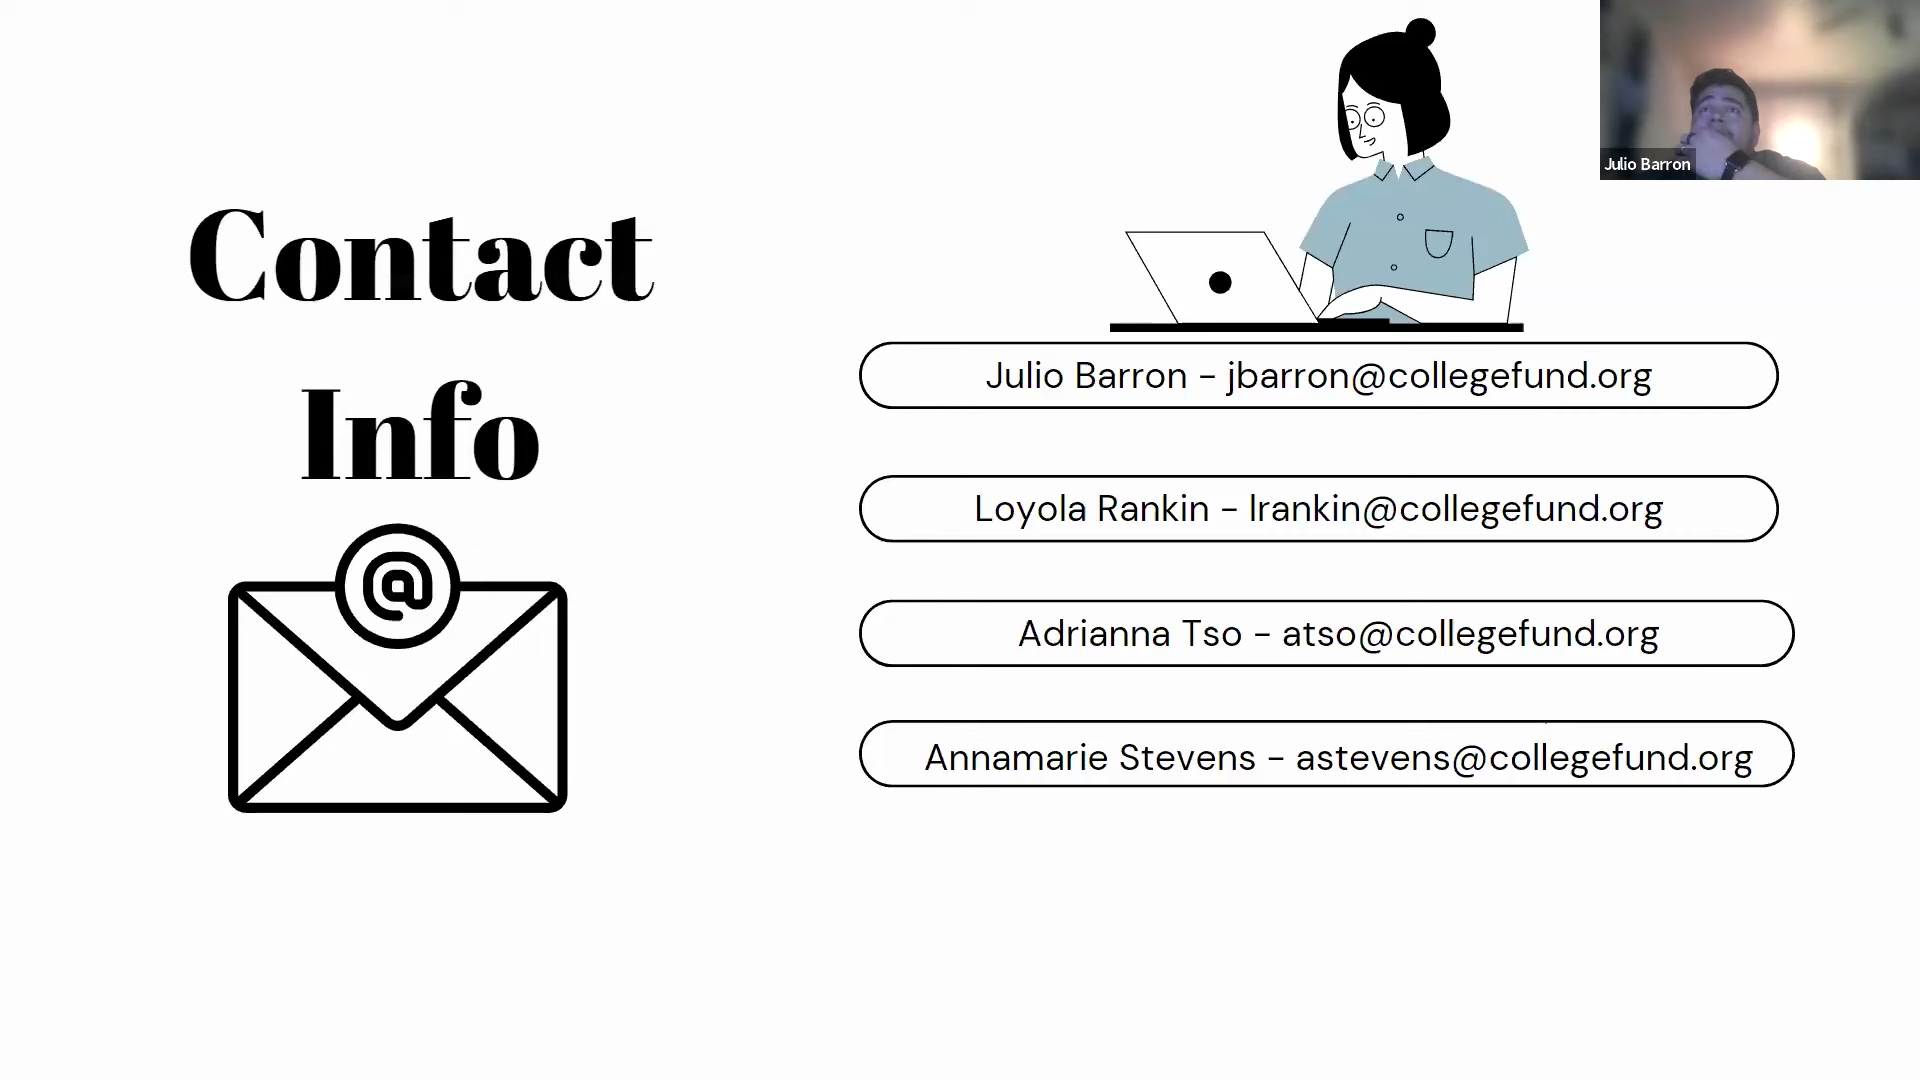 Contact
Info
@
Julio Barron - jbarron@collegefund.org
Loyola Rankin - lrankin@collegefund.org
Adrianna Tso - atso@collegefund.org
Annamarie Stevens - astevens@collegefund.org
Julio Barron